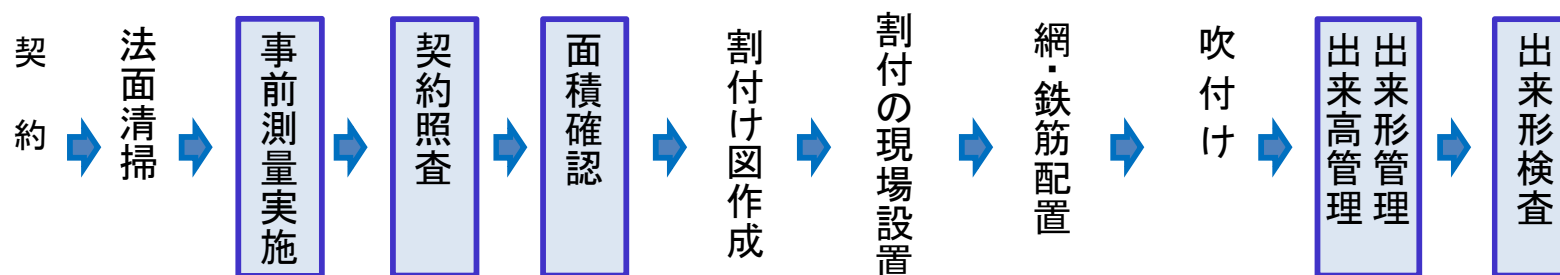 契約
法面清掃
事前測量実施
契約照査
面積確認
割付け図作成
割付の現場設置
網・鉄筋配置
吹付け
出来形管理
出来高管理
出来形検査